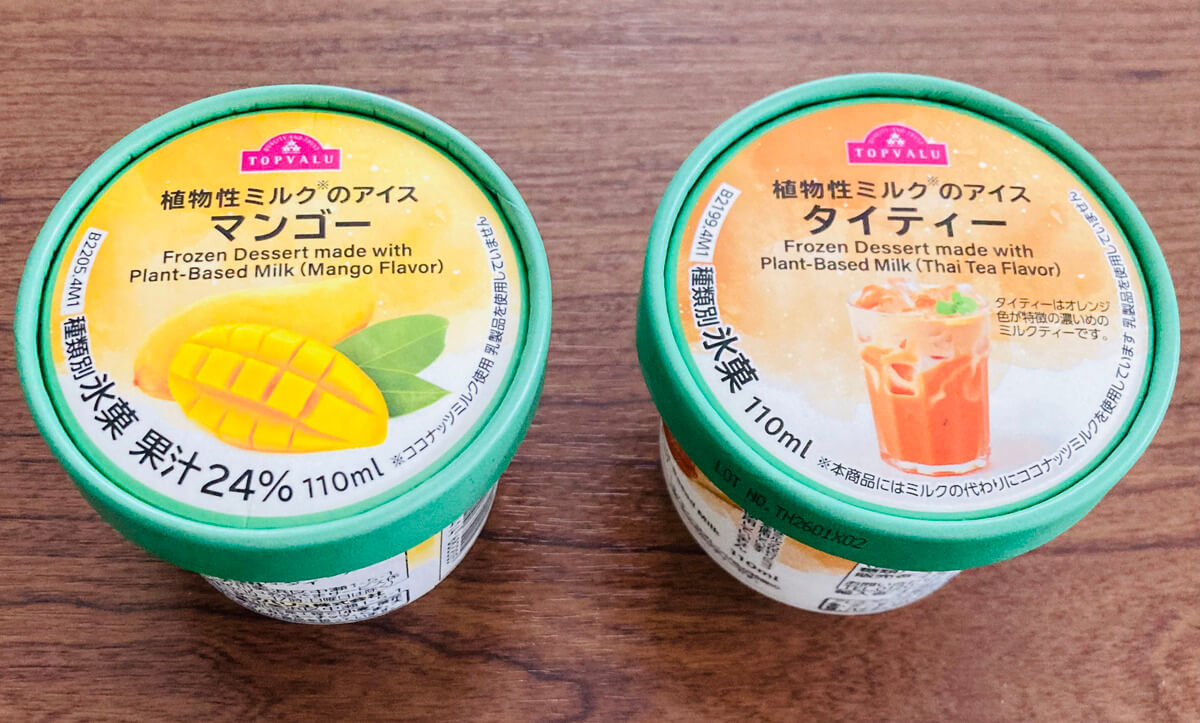 QUALITY AND TRUST
TOPVALU
植物性ミルク※のアイス
マンゴー
Frozen Dessert made with
Plant-Based Milk (Mango Flavor)
B2205.4M1
種類別氷菓 果汁24% 110ml
※ココナッツミルク使用 乳製品を使用していません
TOPVALU
植物性ミルク※のアイス
タイティー
Frozen Dessert made with
Plant-Based Milk (Thai Tea Flavor)
タイティーはオレンジ
色が特徴の濃いめの
ミルクティーです。
B2199.4M1
種類別氷菓 110ml
※本商品にはミルクの代わりにココナッツミルクを使用しています 乳製品を使用していません
LOT NO. TH2601X02
Milk
110ml